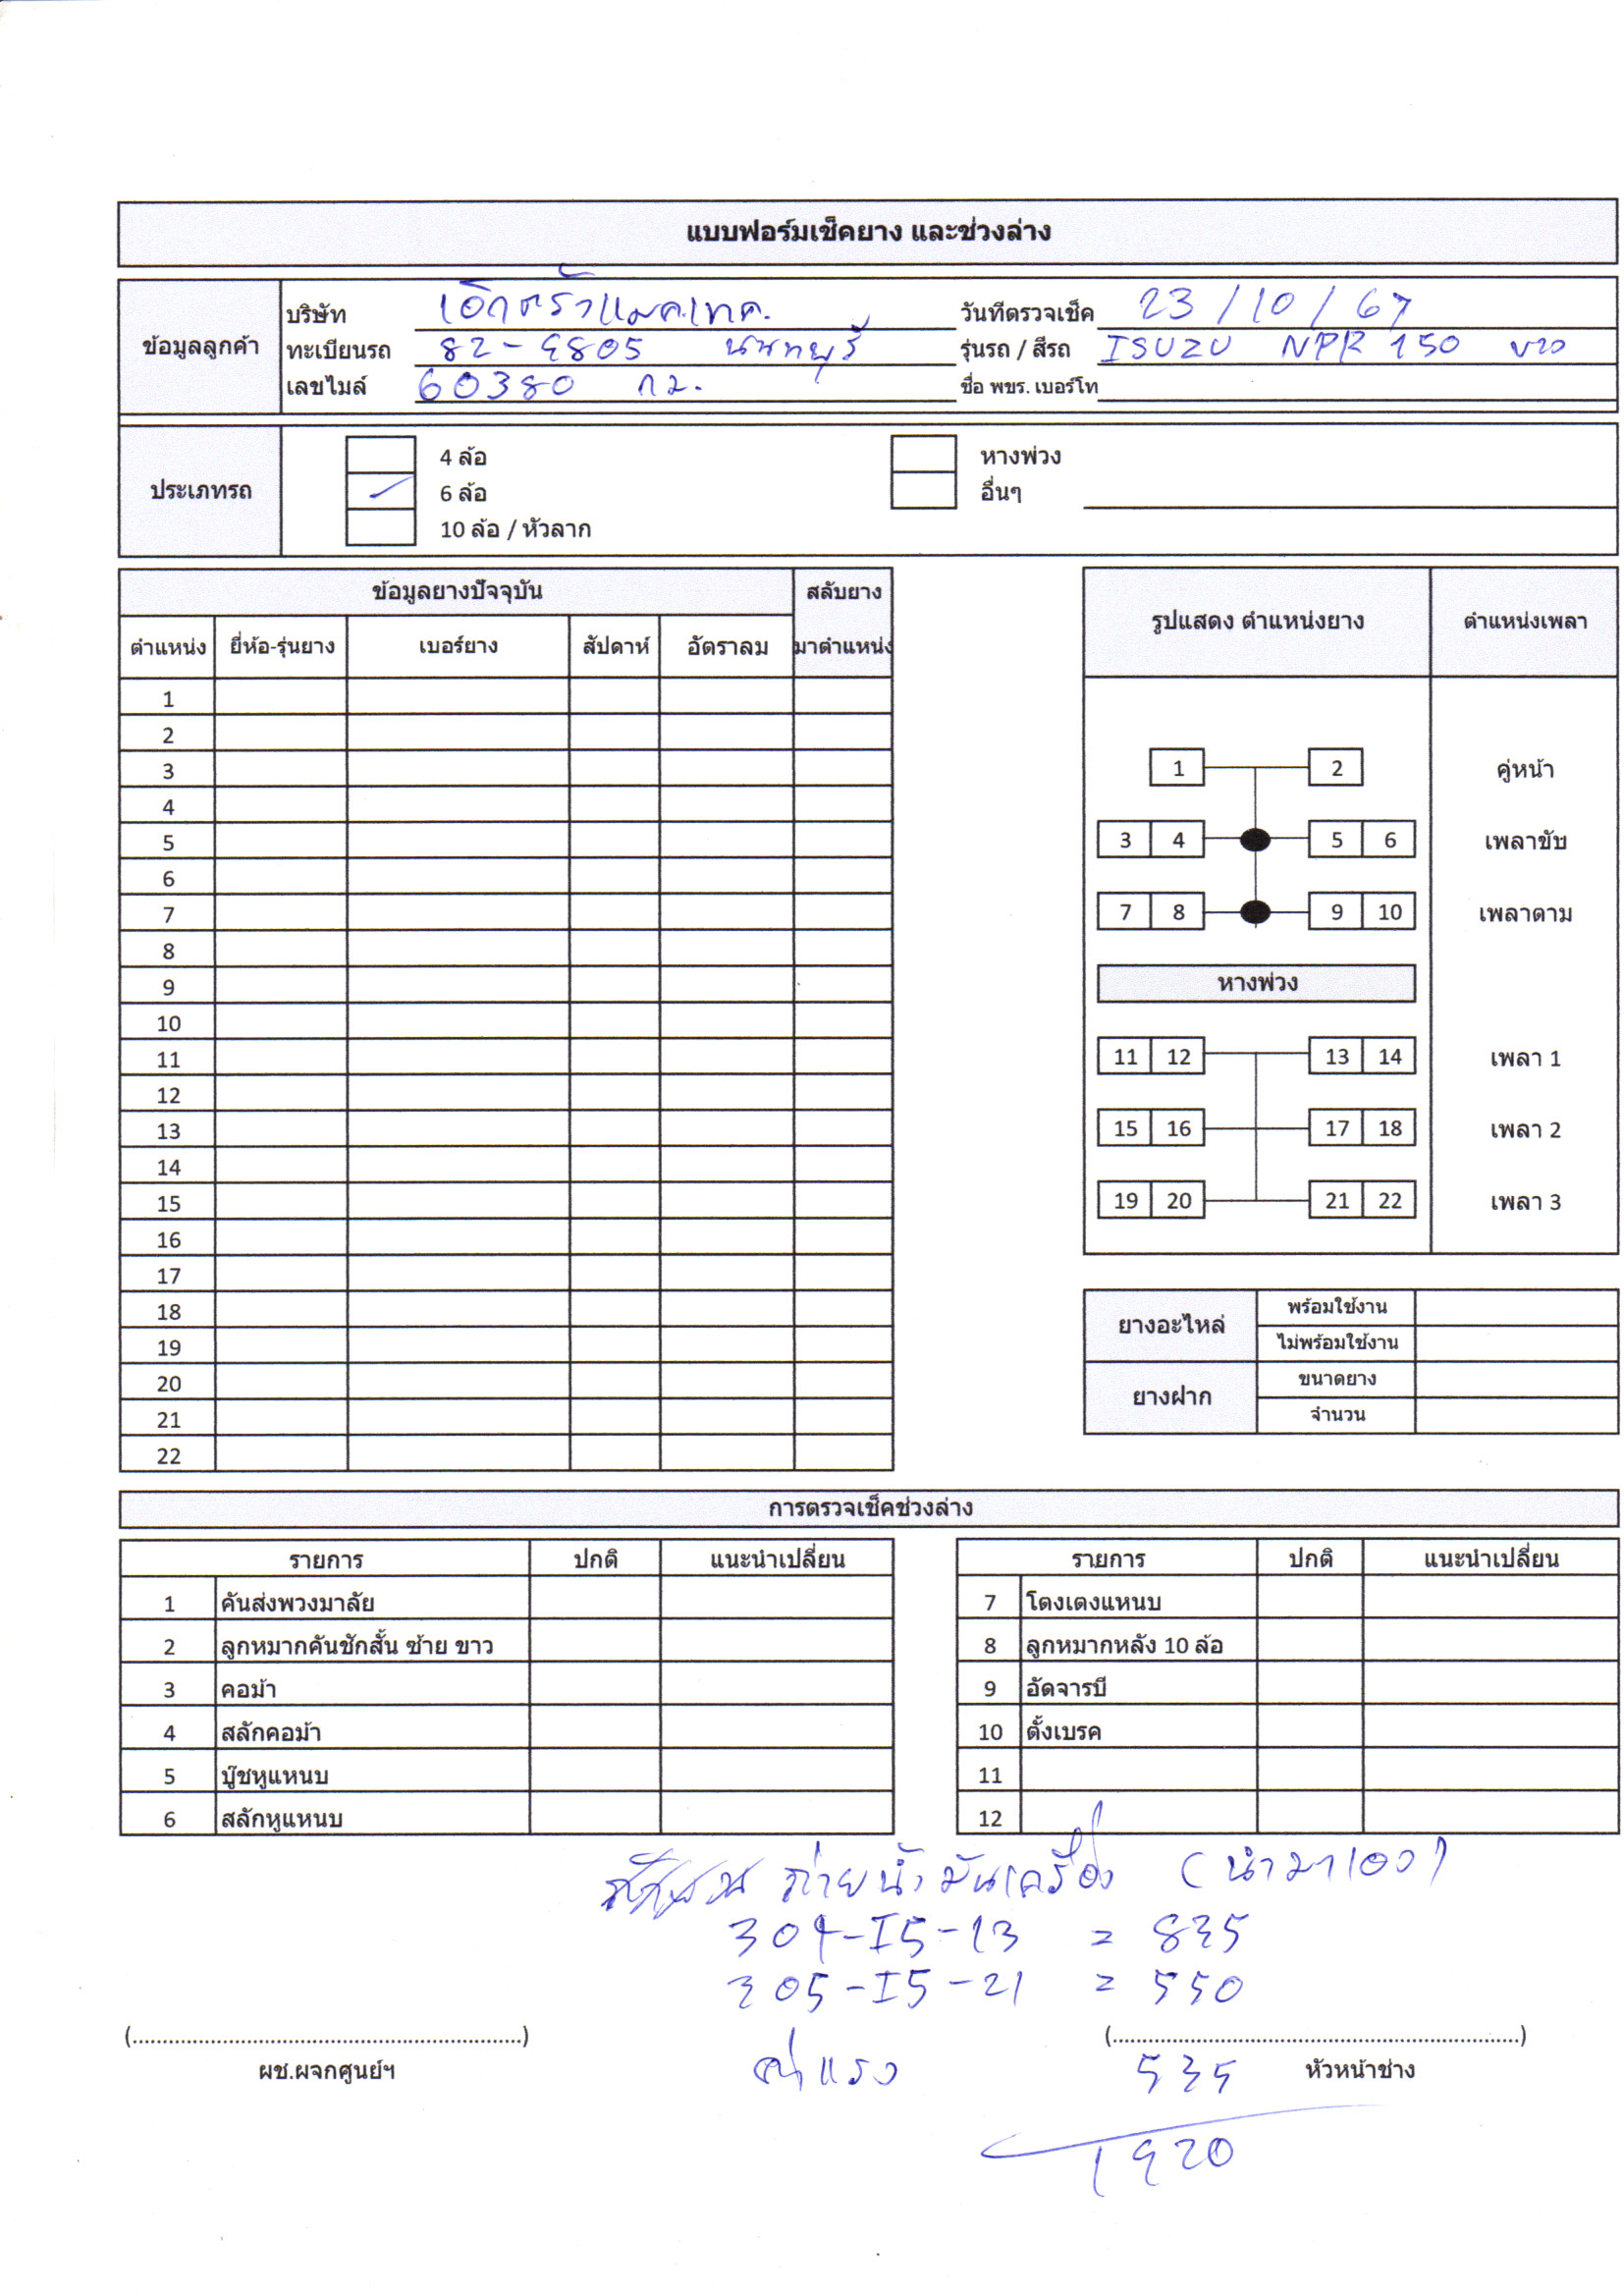 แบบฟอร์มเช็คยาง และช่วงล่าง
ข้อมูลลูกค้า
บริษัท เอ็กตร้าแมคเทค. วันที่ตรวจเช็ค 23/10/67
ทะเบียนรถ 82-9805 นนทบุรี รุ่นรถ / สีรถ ISUZU NPR 150 ขาว
เลขไมล์ 60380 กม. ชื่อ พขร. เบอร์โท
ประเภทรถ
4 ล้อ หางพ่วง
6 ล้อ อื่นๆ
10 ล้อ / หัวลาก
ข้อมูลยางปัจจุบัน สลับยาง
ตำแหน่ง ยี่ห้อ-รุ่นยาง เบอร์ยาง สัปดาห์ อัตราลม มาตำแหน่ง
1
2
3
4
5
6
7
8
9
10
11
12
13
14
15
16
17
18
19
20
21
22
รูปแสดง ตำแหน่งยาง ตำแหน่งเพลา
1 2 คู่หน้า
3 4 5 6 เพลาขับ
7 8 9 10 เพลาตาม
หางพ่วง
11 12 13 14 เพลา 1
15 16 17 18 เพลา 2
19 20 21 22 เพลา 3
ยางอะไหล่ พร้อมใช้งาน
ไม่พร้อมใช้งาน
ยางฝาก ขนาดยาง
จำนวน
การตรวจเช็คช่วงล่าง
รายการ ปกติ แนะนำเปลี่ยน รายการ ปกติ แนะนำเปลี่ยน
1 คันส่งพวงมาลัย 7 โตงเตงแหนบ
2 ลูกหมากคันชักสั้น ซ้าย ขาว 8 ลูกหมากหลัง 10 ล้อ
3 คอม้า 9 อัดจารบี
4 สลักคอม้า 10 ตั้งเบรค
5 บู๊ชหูแหนบ 11
6 สลักหูแหนบ 12
ถ่ายน้ำมันเครื่อง (นำมาเอง)
304-I5-13 = 835
305-I5-21 = 550
(....................................................................) (....................................................................)
ผช.ผจกศูนย์ฯ ค่าแรง 535 หัวหน้าช่าง
1920